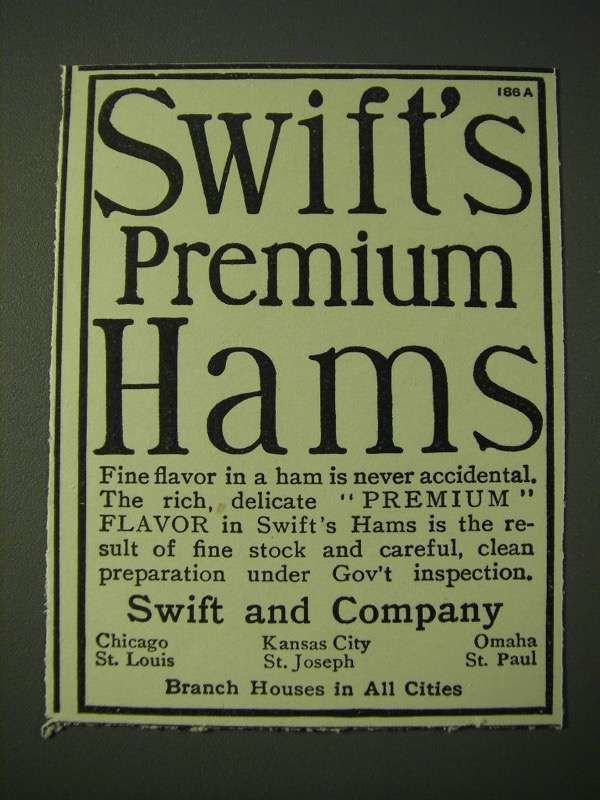 186 A
Swift's
Premium
Hams
Fine flavor in a ham is never accidental.
The rich, delicate "PREMIUM"
FLAVOR in Swift's Hams is the re-
sult of fine stock and careful, clean
preparation under Gov't inspection.
Swift and Company
Chicago Kansas City Omaha
St. Louis St. Joseph St. Paul
Branch Houses in All Cities